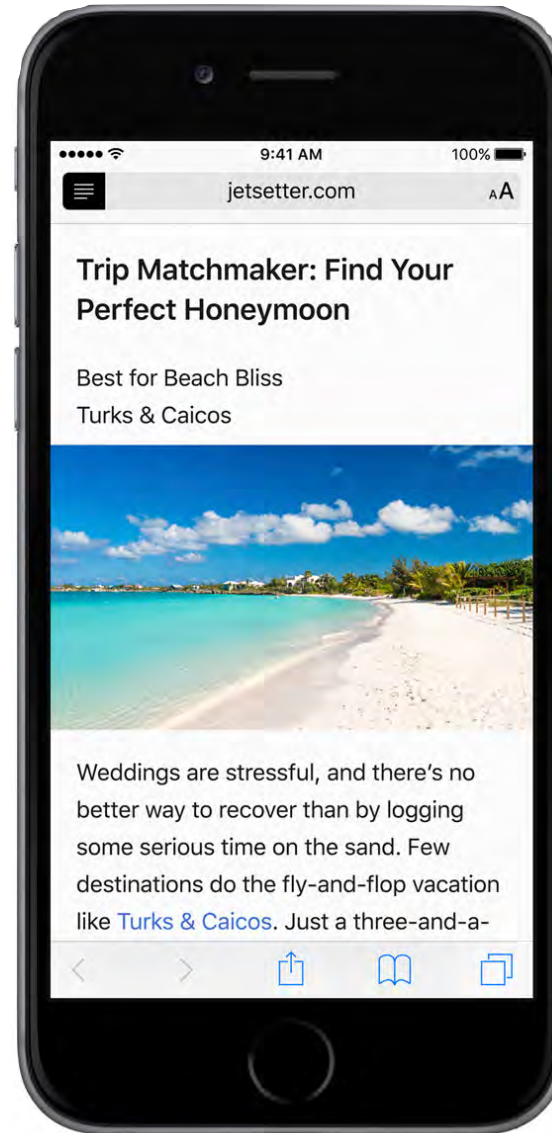 9:41 AM
100%
jetsetter.com
AA
Trip Matchmaker: Find Your
Perfect Honeymoon
Best for Beach Bliss
Turks & Caicos
Weddings are stressful, and there’s no
better way to recover than by logging
some serious time on the sand. Few
destinations do the fly-and-flop vacation
like Turks & Caicos. Just a three-and-a-